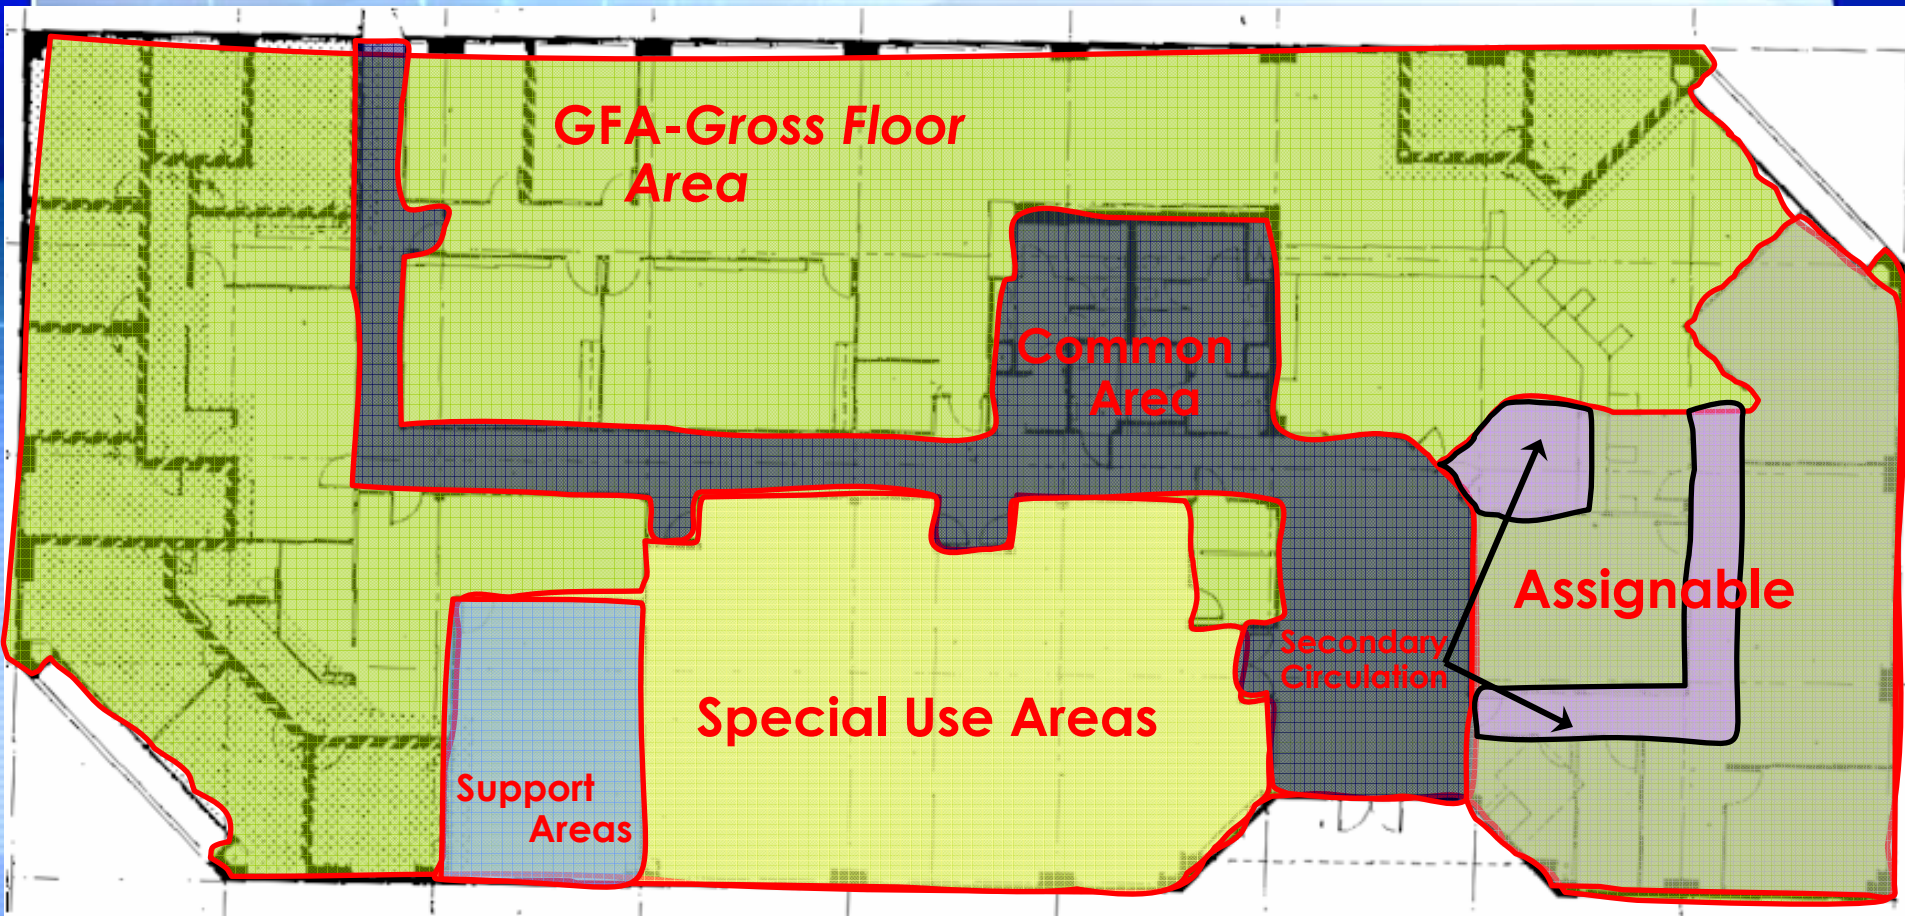 GFA-Gross Floor
Area
Common
Area
Assignable
Secondary
Circulation
Special Use Areas
Support
Areas